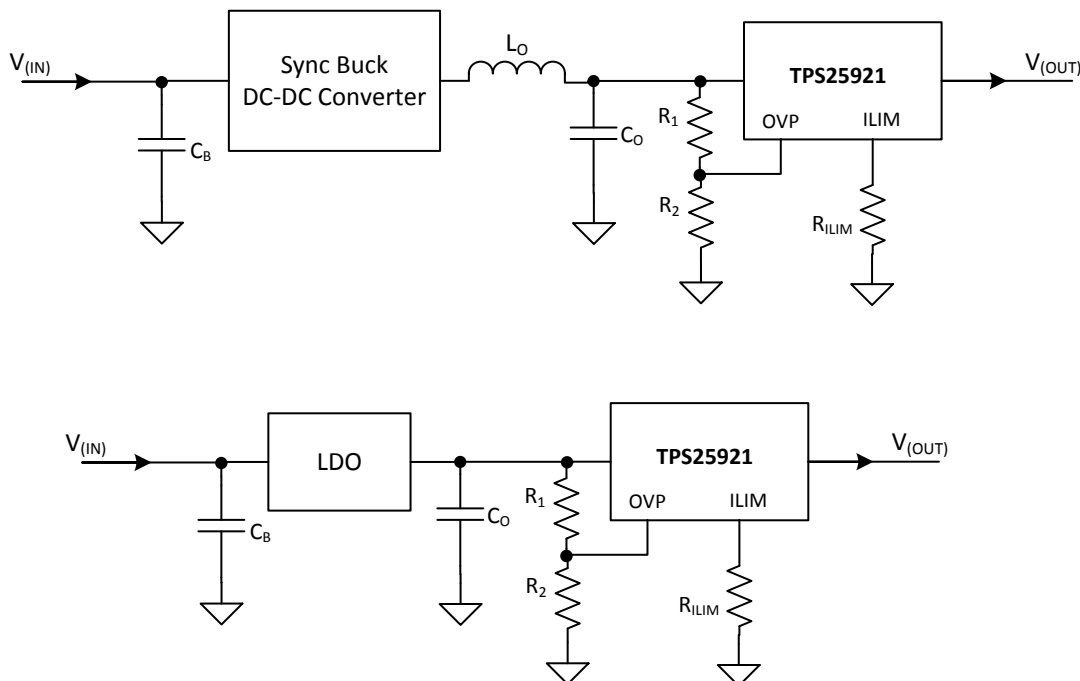 V(IN)
CB
Sync Buck
DC-DC Converter
LO
CO
R1
R2
TPS25921
OVP
ILIM
RILIM
V(OUT)
V(IN)
CB
LDO
CO
R1
R2
TPS25921
OVP
ILIM
RILIM
V(OUT)